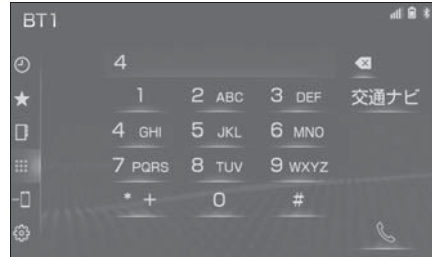 BT1
4
1 2 ABC 3 DEF 交通ナビ
4 GHI 5 JKL 6 MNO
7 PQRS 8 TUV 9 WXYZ
* + 0 #